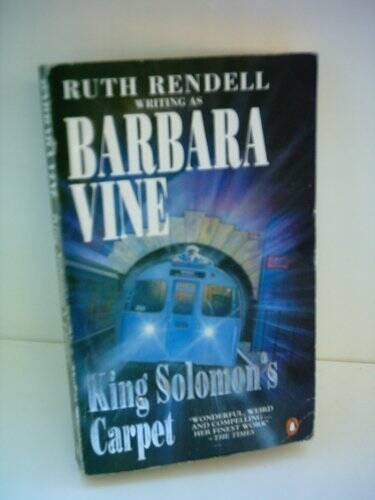 RUTH RENDELL
WRITING AS
BARBARA
VINE
King Solomon's
Carpet
"WONDERFUL, WEIRD
AND COMPELLING...
HER FINEST WORK"
- THE TIMES